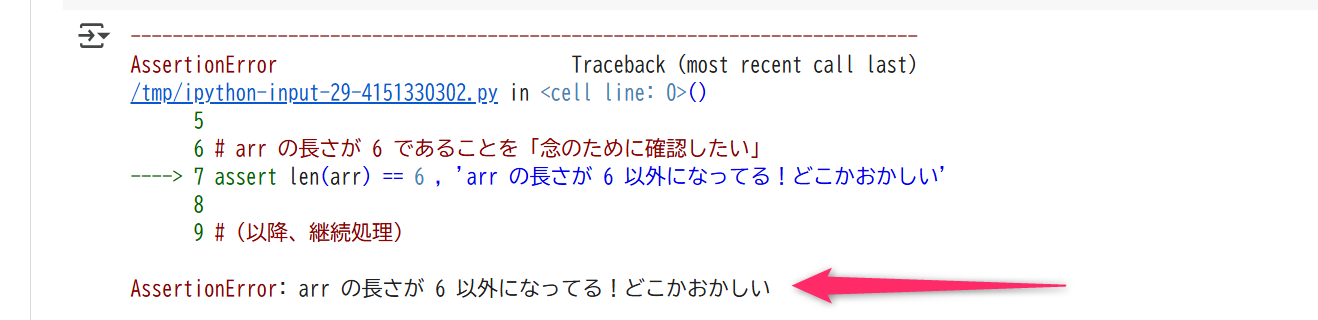 ---------------------------------------------------------------------------
AssertionError                            Traceback (most recent call last)
/tmp/ipython-input-29-4151330302.py in <cell line: 0>()
      5
      6 # arr の長さが 6 であることを「念のために確認したい」
----> 7 assert len(arr) == 6 , 'arr の長さが 6 以外になってる！どこかおかしい'
      8
      9 # (以降、継続処理)
AssertionError: arr の長さが 6 以外になってる！どこかおかしい